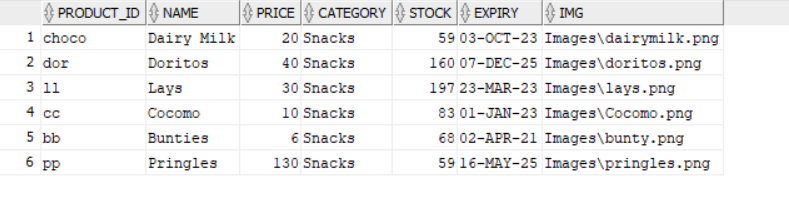 PRODUCT_ID NAME PRICE CATEGORY STOCK EXPIRY IMG
1 choco Dairy Milk 20 Snacks 59 03-OCT-23 Images\dairymilk.png
2 dor Doritos 40 Snacks 160 07-DEC-25 Images\doritos.png
3 ll Lays 30 Snacks 197 23-MAR-23 Images\lays.png
4 cc Cocomo 10 Snacks 83 01-JAN-23 Images\Cocomo.png
5 bb Bunties 6 Snacks 68 02-APR-21 Images\bunty.png
6 pp Pringles 130 Snacks 59 16-MAY-25 Images\pringles.png